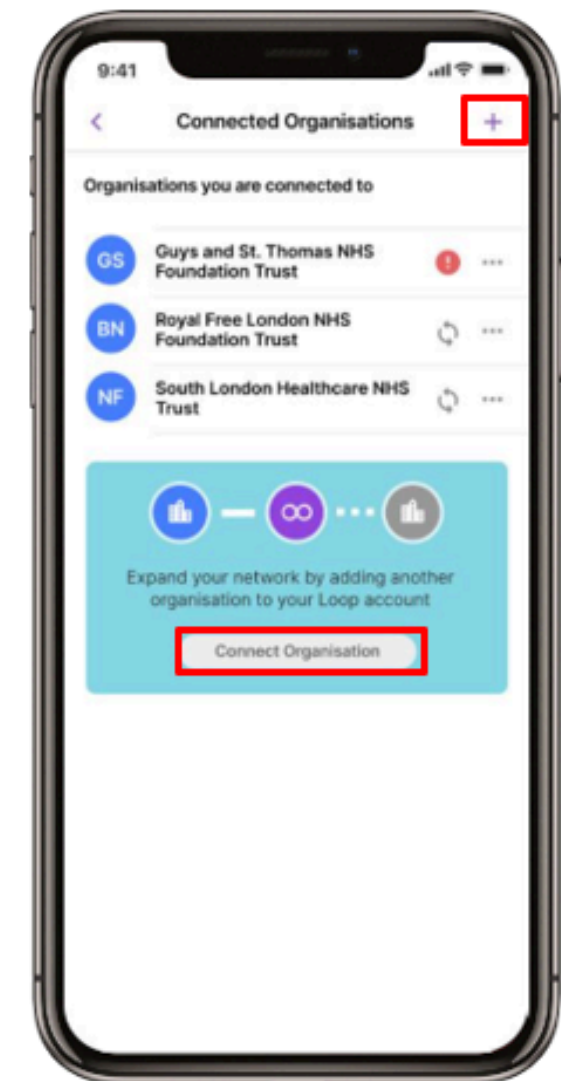 9:41
Connected Organisations
+
Organisations you are connected to
GS
Guys and St. Thomas NHS
Foundation Trust
BN
Royal Free London NHS
Foundation Trust
NF
South London Healthcare NHS
Trust
Expand your network by adding another
organisation to your Loop account
Connect Organisation